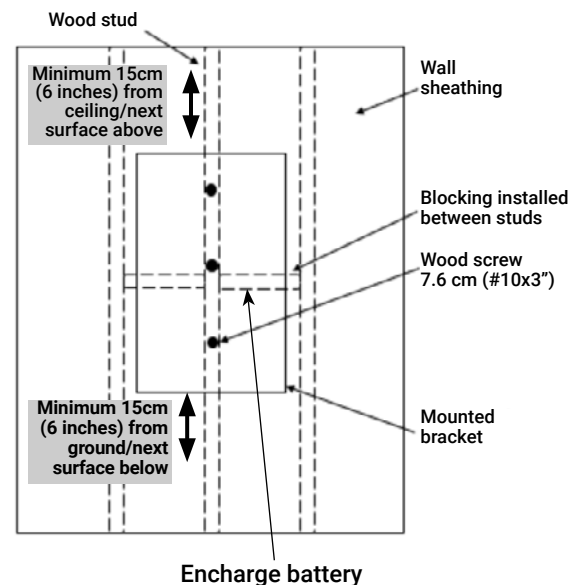 Wood stud
Minimum 15cm
(6 inches) from
ceiling/next
surface above
Wall
sheathing
Blocking installed
between studs
Wood screw
7.6 cm (#10x3”)
Minimum 15cm
(6 inches) from
ground/next
surface below
Mounted
bracket
Encharge battery